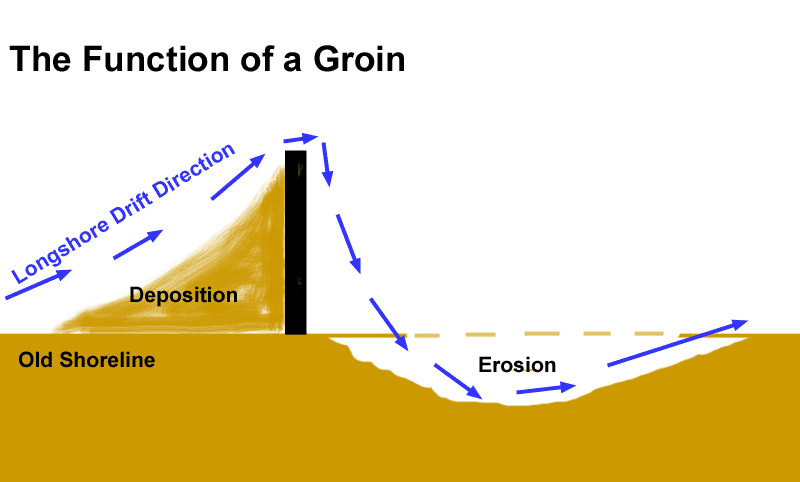 The Function of a Groin
Longshore Drift Direction
Deposition
Old Shoreline
Erosion